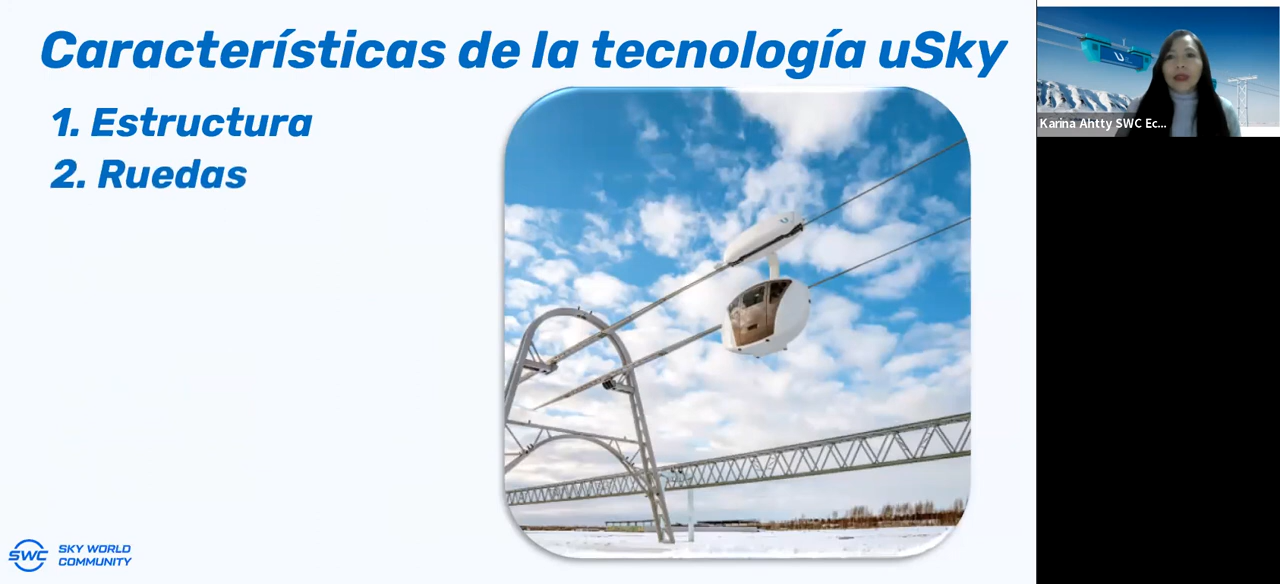 Características de la tecnología uSky
1. Estructura
2. Ruedas
Karina Ahtty SWC Ec...
SWC
SKY WORLD
COMMUNITY